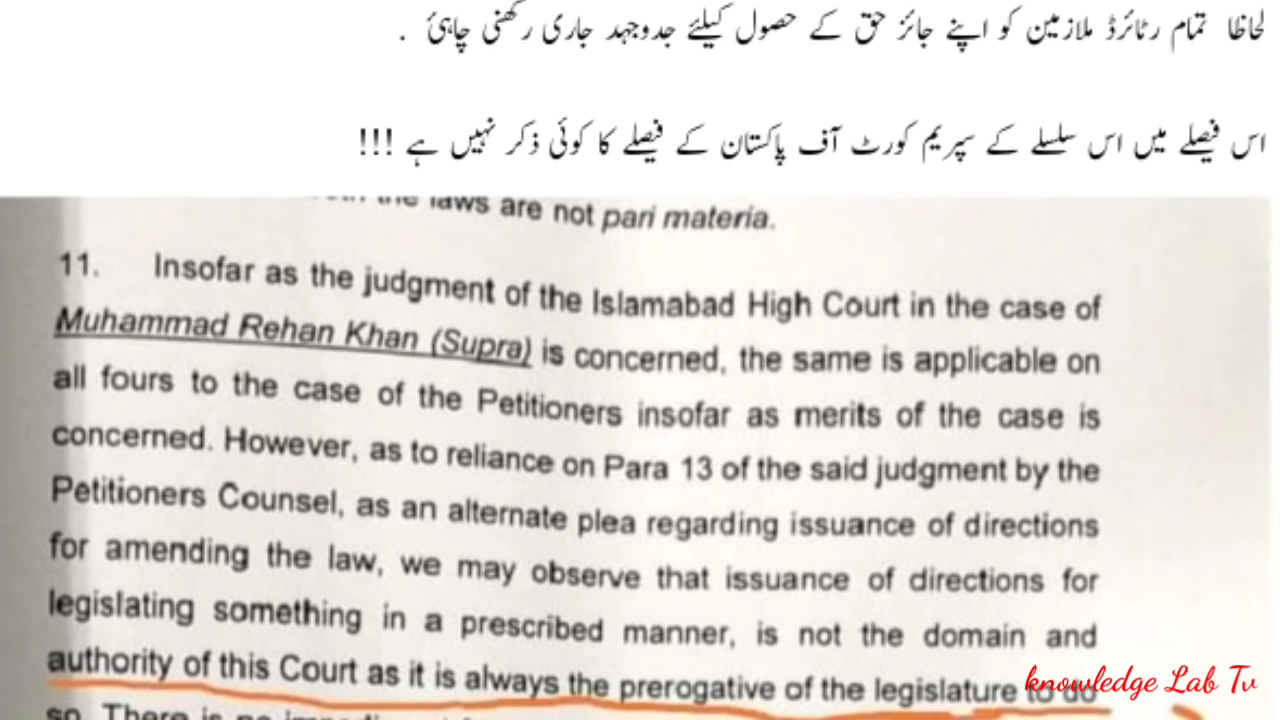 لحاظا تمام رٹائرڈ ملازمین کو اپنے جائز حق کے حصول کیلئے جدوجہد جاری رکھنی چاہئ .
اس فیصلے میں اس سلسلے کے سپریم کورٹ آف پاکستان کے فیصلے کا کوئی ذکر نہیں ہے !!!
the laws are not pari materia.
11. Insofar as the judgment of the Islamabad High Court in the case of
Muhammad Rehan Khan (Supra) is concerned, the same is applicable on
all fours to the case of the Petitioners insofar as merits of the case is
concerned. However, as to reliance on Para 13 of the said judgment by the
Petitioners Counsel, as an alternate plea regarding issuance of directions
for amending the law, we may observe that issuance of directions for
legislating something in a prescribed manner, is not the domain and
authority of this Court as it is always the prerogative of the legislature to do
so. There is no
knowledge Lab Tv